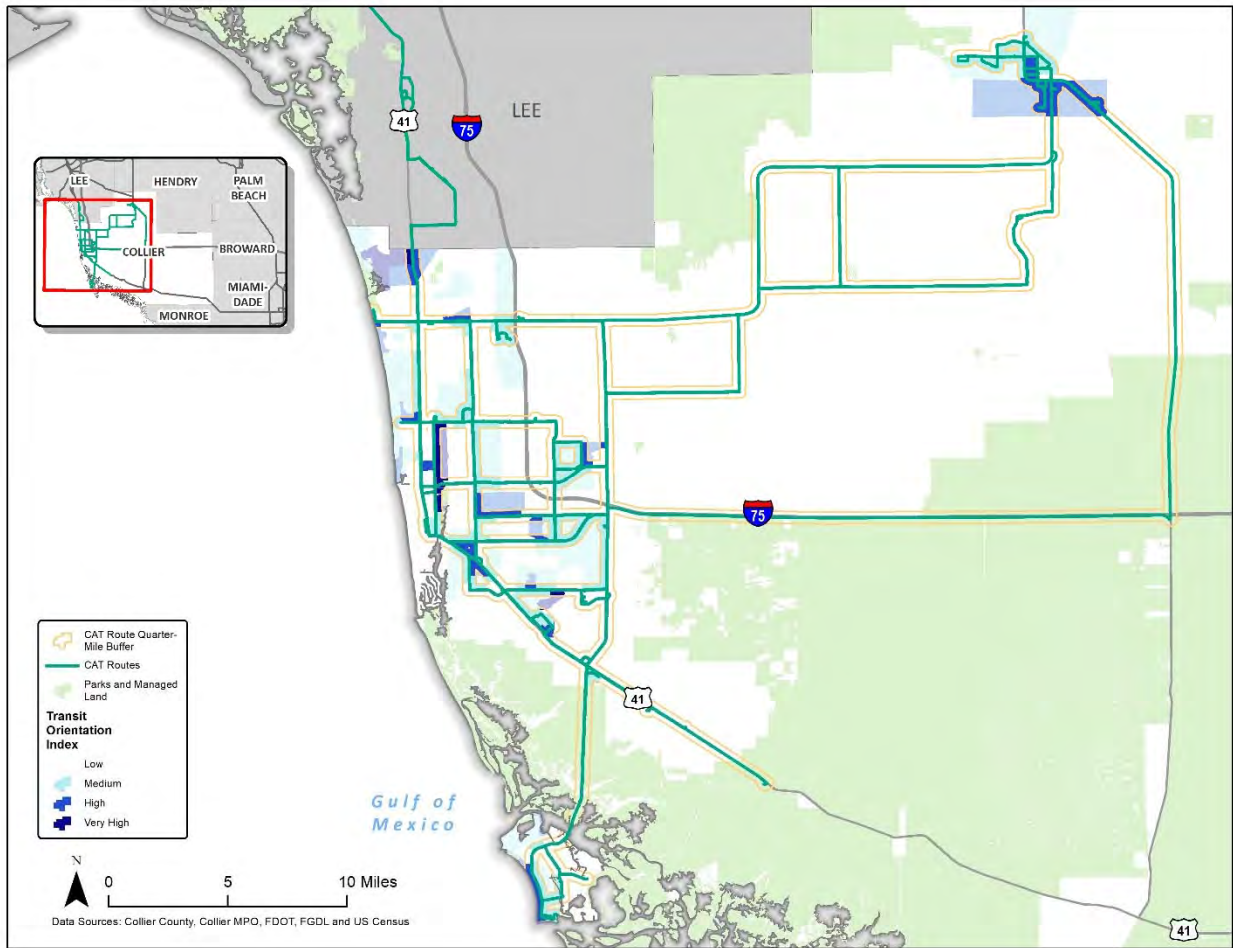 41
75
LEE
LEE
HENDRY
PALM
BEACH
COLLIER
BROWARD
MIAMI-
DADE
MONROE
75
41
Gulf of
Mexico
CAT Route Quarter-
Mile Buffer
CAT Routes
Parks and Managed
Land
Transit
Orientation
Index
Low
Medium
High
Very High
N
0 5 10 Miles
Data Sources: Collier County, Collier MPO, FDOT, FGDL and US Census
41